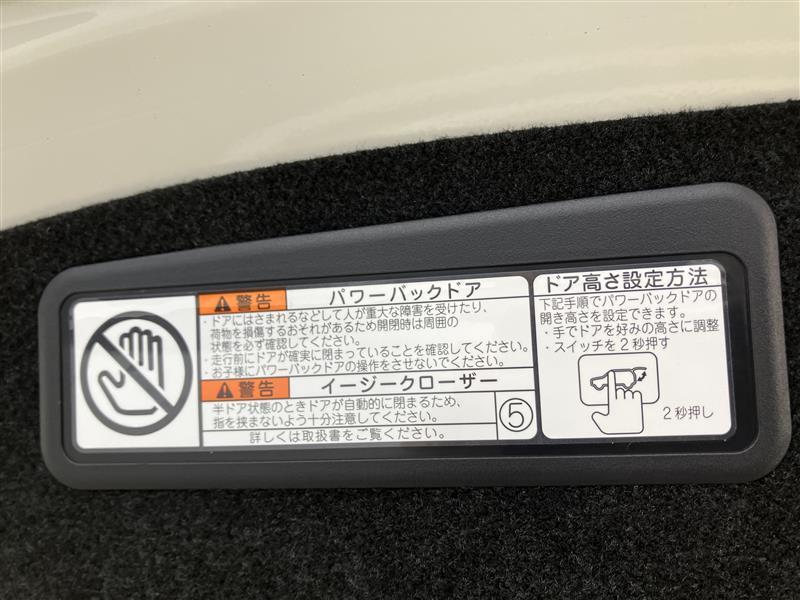 警告 パワーバックドア
・ドアにはさまれるなどして人が重大な障害を受けたり、
荷物を損傷するおそれがあるため開閉時は周囲の
状態を必ず確認してください。
・走行前にドアが確実に閉まっていることを確認してください。
・お子様にパワーバックドアの操作をさせないでください。
警告 イージークローザー
半ドア状態のときドアが自動的に閉まるため、
指を挟まないよう十分注意してください。
⑤
詳しくは取扱書をご覧ください。
ドア高さ設定方法
下記手順でパワーバックドアの
開き高さを設定できます。
・手でドアを好みの高さに調整
・スイッチを2秒押す
2秒押し